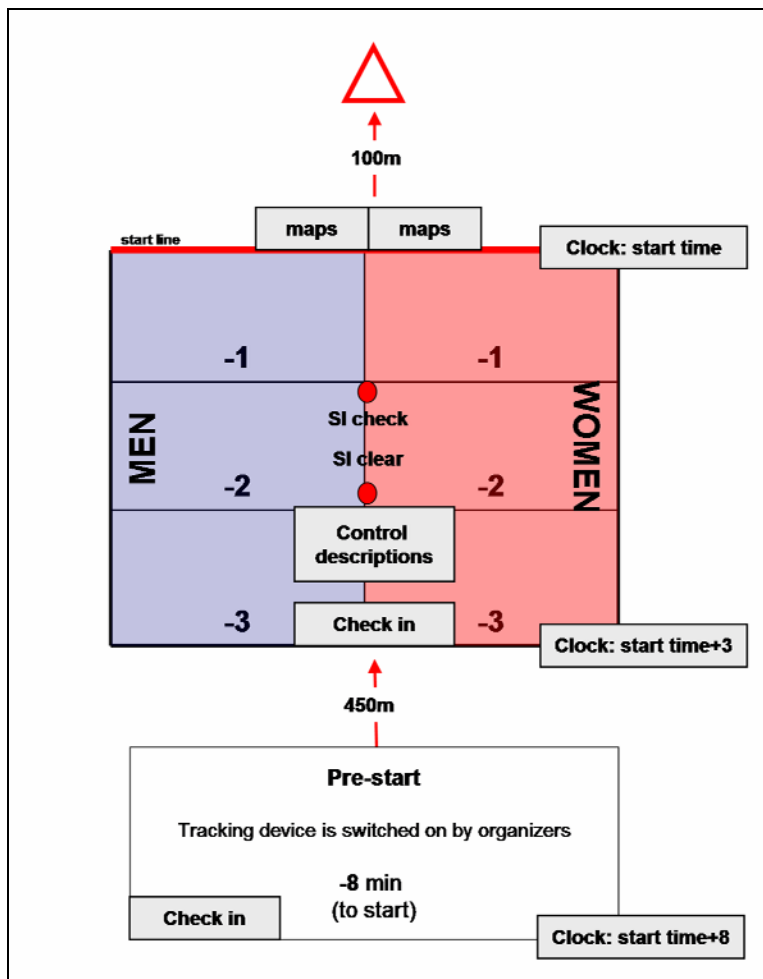 100m
maps maps
start line
Clock: start time
-1 -1
SI check
MEN
WOMEN
SI clear
-2 -2
Control
descriptions
-3 -3
Check in
Clock: start time+3
450m
Pre-start
Tracking device is switched on by organizers
-8 min
(to start)
Check in
Clock: start time+8